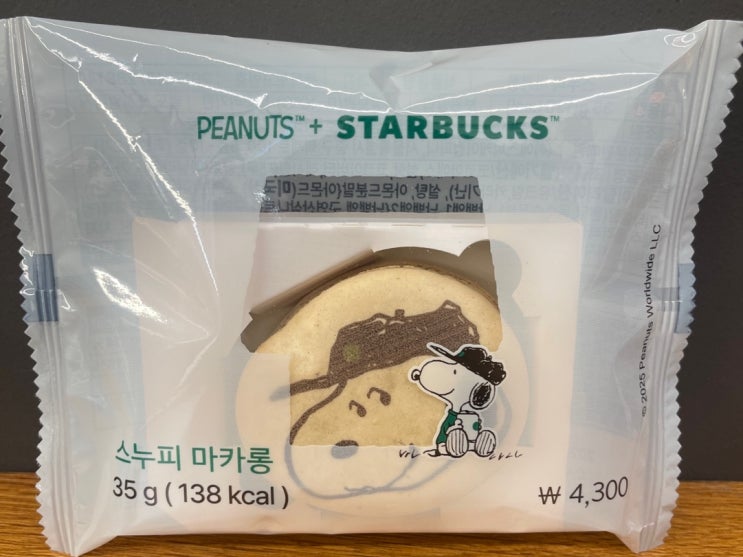 PEANUTS™ + STARBUCKS™
스누피 마카롱
35 g ( 138 kcal )
₩ 4,300
© 2025 Peanuts Worldwide LLC